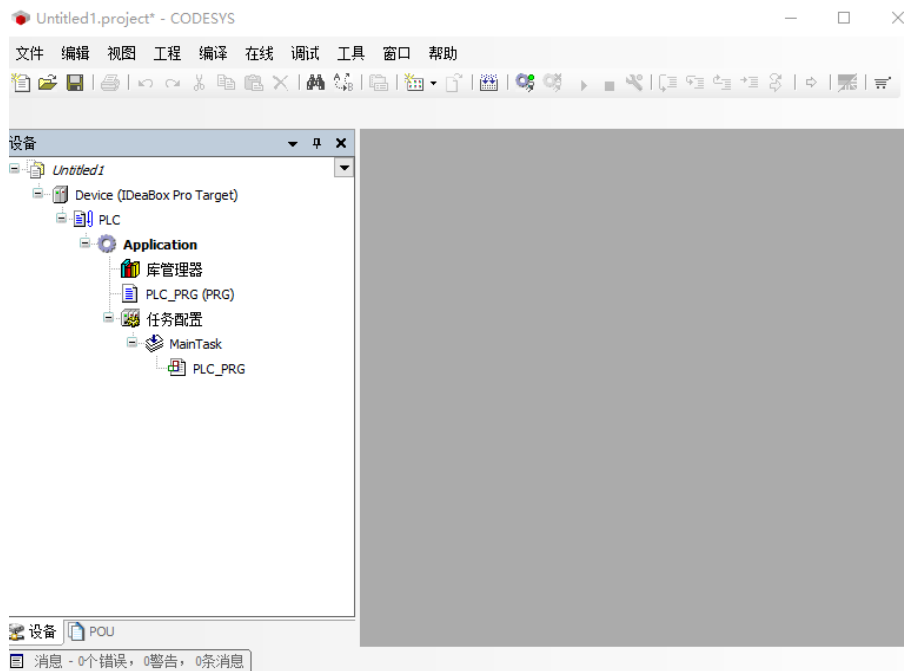 Untitled1.project* - CODESYS
文件 编辑 视图 工程 编译 在线 调试 工具 窗口 帮助
设备
Untitled1
Device (IDeaBox Pro Target)
PLC
Application
库管理器
PLC_PRG (PRG)
任务配置
MainTask
PLC_PRG
设备 POU
消息 - 0个错误, 0警告, 0条消息